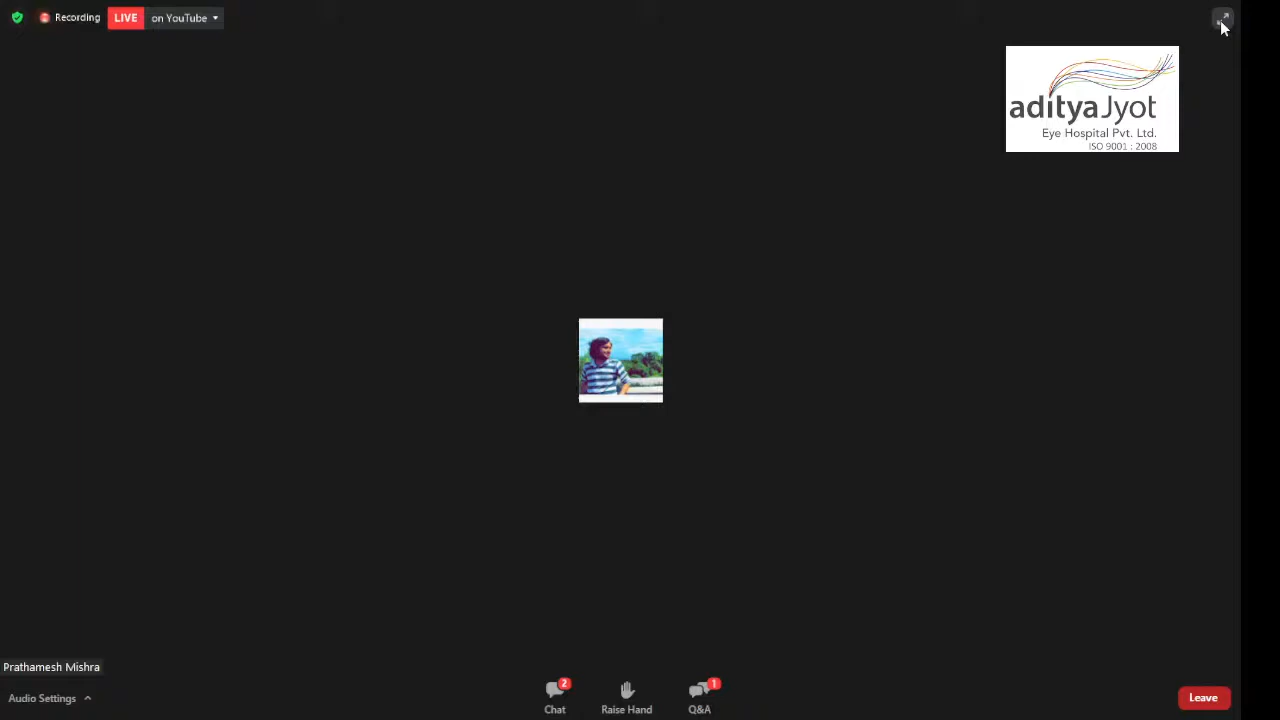 Recording
LIVE
on YouTube
adityaJyot
Eye Hospital Pvt. Ltd.
ISO 9001 : 2008
Prathamesh Mishra
Audio Settings
2
Chat
Raise Hand
1
Q&A
Leave